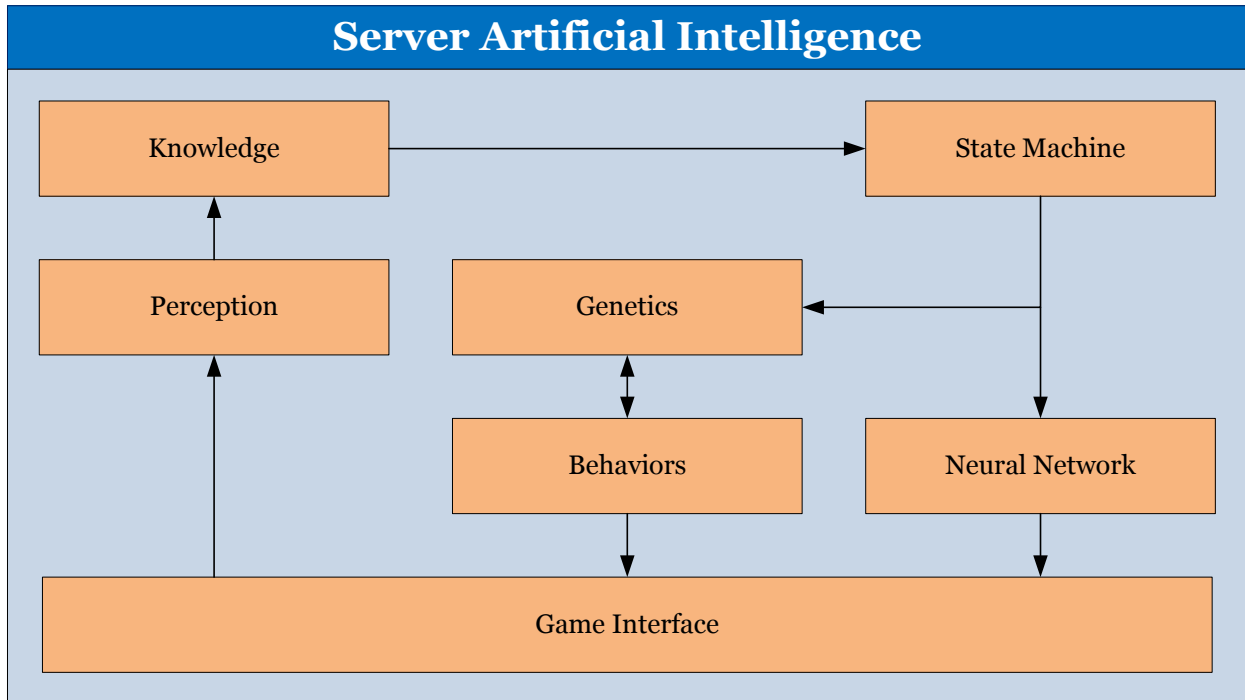 Server Artificial Intelligence
Knowledge
State Machine
Perception
Genetics
Behaviors
Neural Network
Game Interface